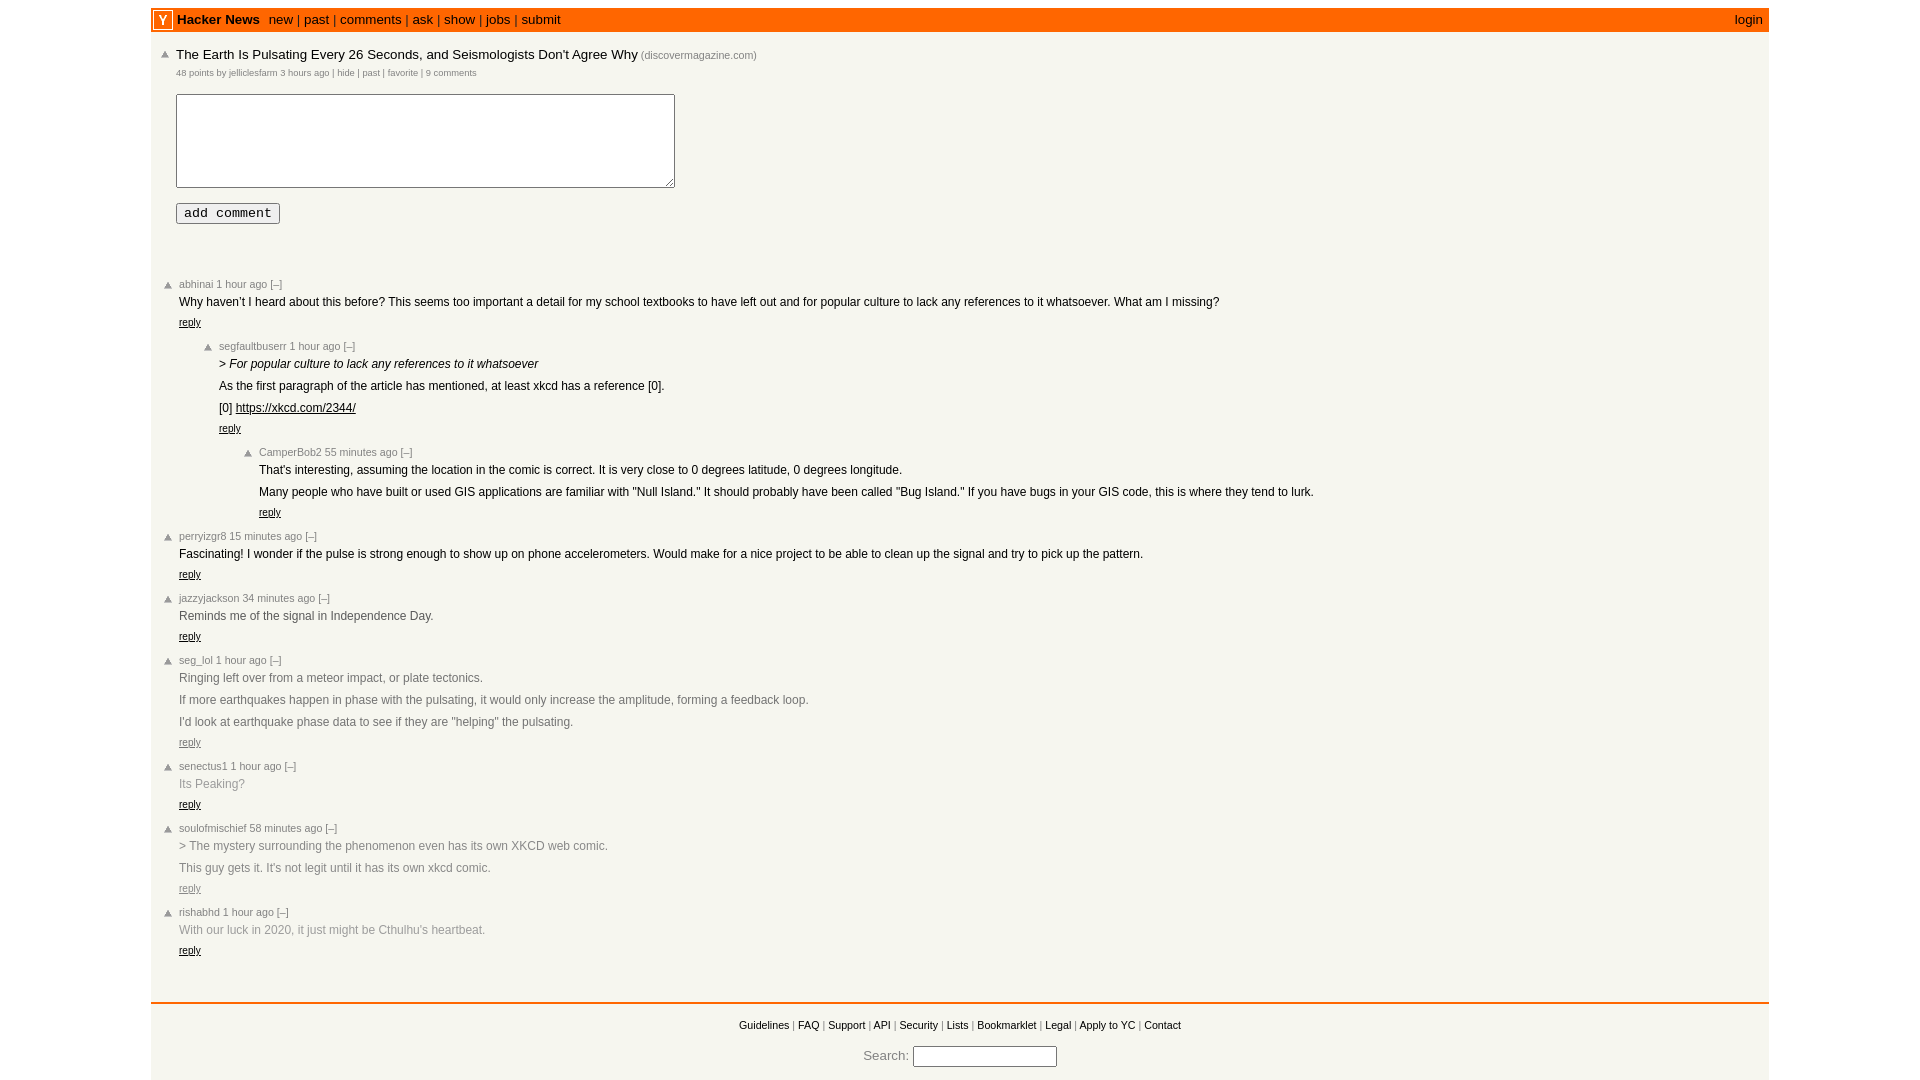 Y Hacker News new | past | comments | ask | show | jobs | submit login
The Earth Is Pulsating Every 26 Seconds, and Seismologists Don't Agree Why (discovermagazine.com)
48 points by jelliclesfarm 3 hours ago | hide | past | favorite | 9 comments
add comment
abhinai 1 hour ago [–]
Why haven’t I heard about this before? This seems too important a detail for my school textbooks to have left out and for popular culture to lack any references to it whatsoever. What am I missing?
reply
segfaultbuserr 1 hour ago [–]
> For popular culture to lack any references to it whatsoever
As the first paragraph of the article has mentioned, at least xkcd has a reference [0].
[0] https://xkcd.com/2344/
reply
CamperBob2 55 minutes ago [–]
That's interesting, assuming the location in the comic is correct. It is very close to 0 degrees latitude, 0 degrees longitude.
Many people who have built or used GIS applications are familiar with "Null Island." It should probably have been called "Bug Island." If you have bugs in your GIS code, this is where they tend to lurk.
reply
perryizgr8 15 minutes ago [–]
Fascinating! I wonder if the pulse is strong enough to show up on phone accelerometers. Would make for a nice project to be able to clean up the signal and try to pick up the pattern.
reply
jazzyjackson 34 minutes ago [–]
Reminds me of the signal in Independence Day.
reply
seg_lol 1 hour ago [–]
Ringing left over from a meteor impact, or plate tectonics.
If more earthquakes happen in phase with the pulsating, it would only increase the amplitude, forming a feedback loop.
I'd look at earthquake phase data to see if they are "helping" the pulsating.
reply
senectus1 1 hour ago [–]
Its Peaking?
reply
soulofmischief 58 minutes ago [–]
> The mystery surrounding the phenomenon even has its own XKCD web comic.
This guy gets it. It's not legit until it has its own xkcd comic.
reply
rishabhd 1 hour ago [–]
With our luck in 2020, it just might be Cthulhu's heartbeat.
reply
Guidelines | FAQ | Support | API | Security | Lists | Bookmarklet | Legal | Apply to YC | Contact
Search: